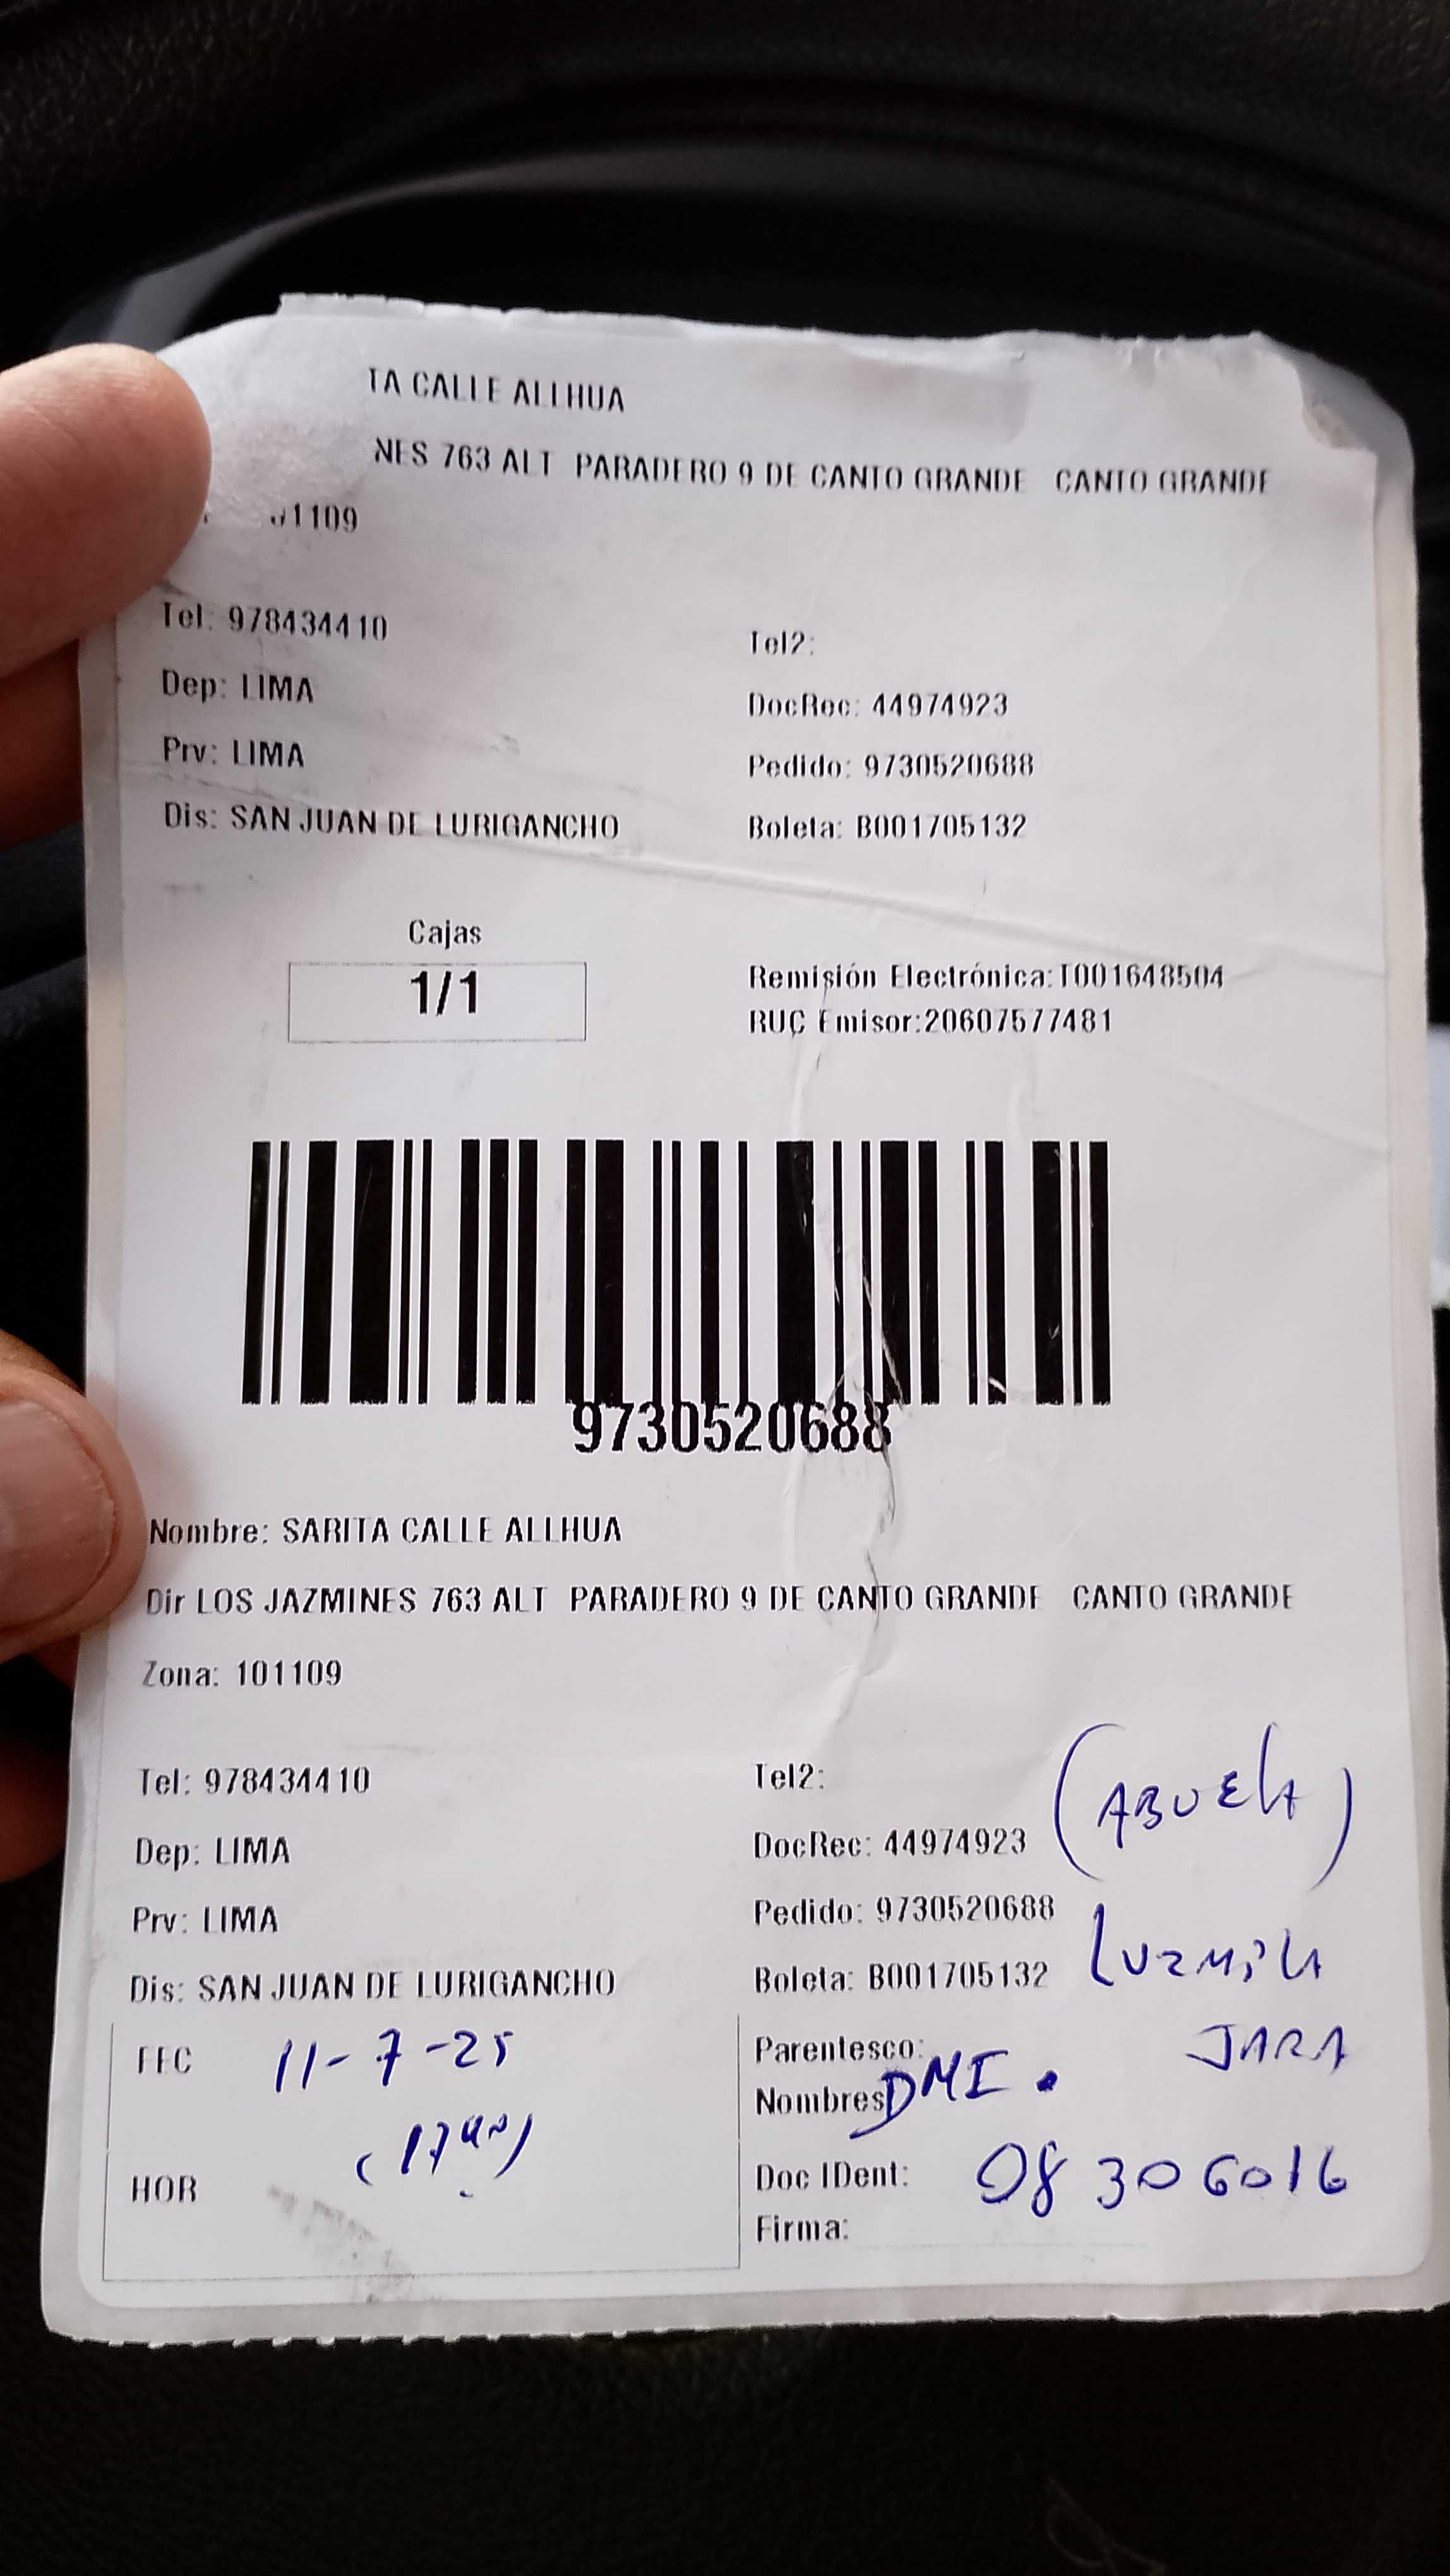 TA CALLE ALLHUA
NES 763 ALT PARADERO 9 DE CANTO GRANDE CANTO GRANDE
1109
Tel: 978434410
Tel2:
Dep: LIMA
DocRec: 44974923
Prv: LIMA
Pedido: 9730520688
Dis: SAN JUAN DE LURIGANCHO
Boleta: B001705132
Cajas
1/1
Remisión Electrónica:T001648504
RUC Emisor:20607577481
9730520688
Nombre: SARITA CALLE ALLHUA
Dir LOS JAZMINES 763 ALT PARADERO 9 DE CANTO GRANDE CANTO GRANDE
Zona: 101109
Tel: 978434410
Tel2:
(ABUELA)
Dep: LIMA
DocRec: 44974923
Prv: LIMA
Pedido: 9730520688
LUZMILA
Dis: SAN JUAN DE LURIGANCHO
Boleta: B001705132
JARA
FEC 11-7-25
Parentesco:
Nombres
DMI.
HOR
Doc IDent: 08306016
Firma: